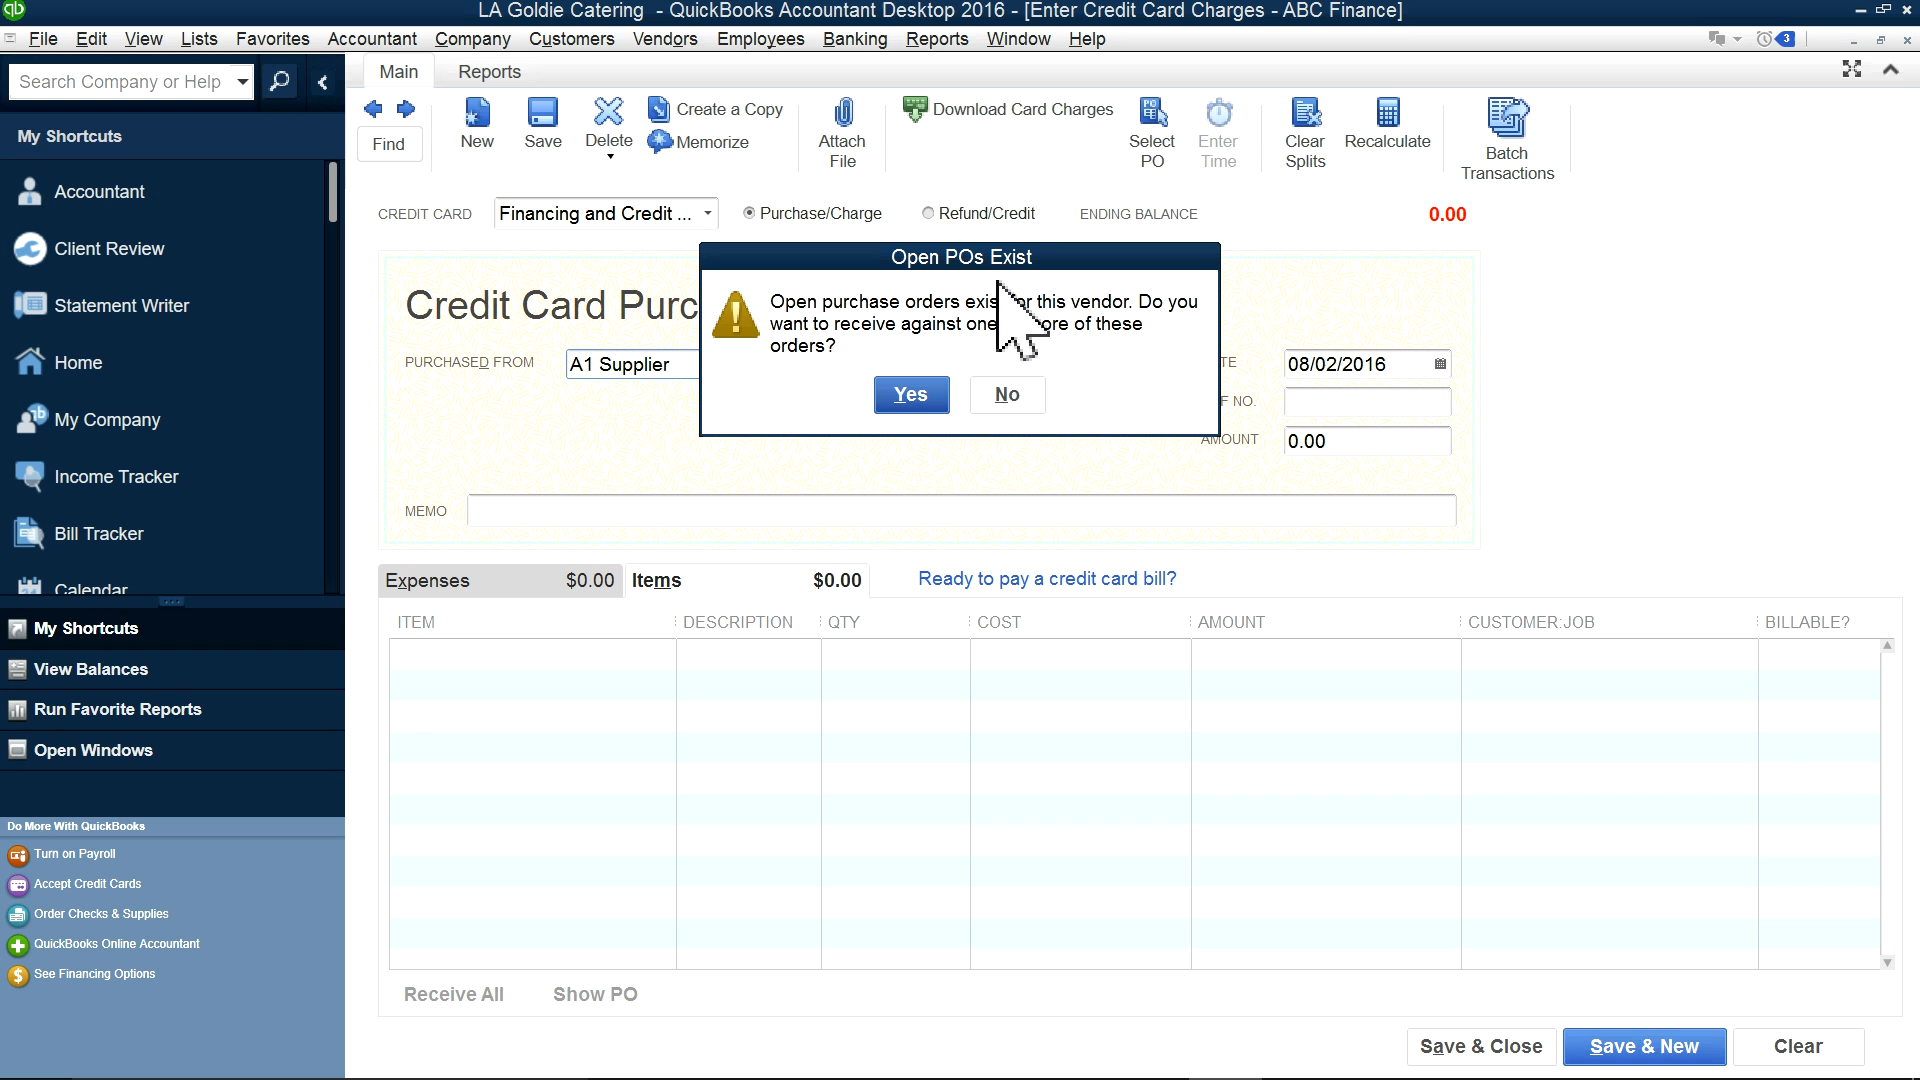 LA Goldie Catering - QuickBooks Accountant Desktop 2016 - [Enter Credit Card Charges - ABC Finance]
File Edit View Lists Favorites Accountant Company Customers Vendors Employees Banking Reports Window Help
3
Search Company or Help
Main Reports
My Shortcuts
Accountant
Client Review
Statement Writer
Home
My Company
Income Tracker
Bill Tracker
Calendar
My Shortcuts
View Balances
Run Favorite Reports
Open Windows
Do More With QuickBooks
Turn on Payroll
Accept Credit Cards
Order Checks & Supplies
QuickBooks Online Accountant
See Financing Options
Find
New
Save
Delete
Create a Copy
Memorize
Attach
File
Download Card Charges
Select
PO
Enter
Time
Clear
Splits
Recalculate
Batch
Transactions
CREDIT CARD Financing and Credit ... Purchase/Charge Refund/Credit ENDING BALANCE 0.00
Open POs Exist
Open purchase orders this vendor. Do you
want to receive against one of these
orders?
Yes No
Credit Card Purc
PURCHASED FROM A1 Supplier
TE 08/02/2016
F NO.
AMOUNT 0.00
MEMO
Expenses $0.00 Items $0.00 Ready to pay a credit card bill?
ITEM DESCRIPTION QTY COST AMOUNT CUSTOMER:JOB BILLABLE?
Receive All Show PO
Save & Close Save & New Clear